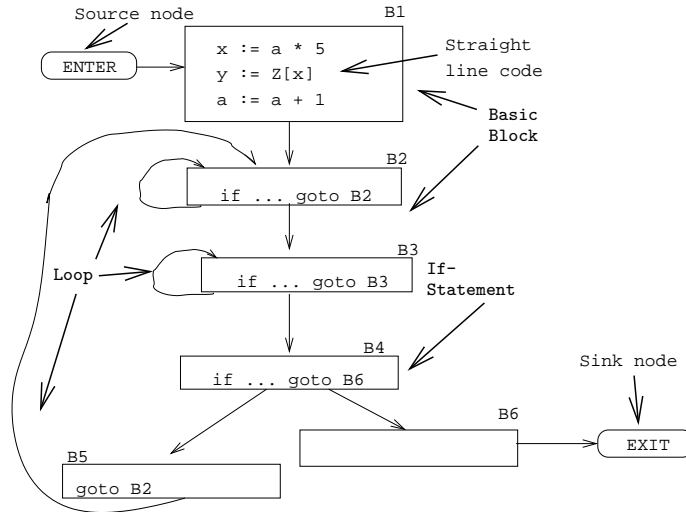 Source node
B1
ENTER
x := a * 5
y := Z[x]
a := a + 1
Straight
line code
Basic
Block
B2
if ... goto B2
Loop
B3
if ... goto B3
If-
Statement
B4
if ... goto B6
Sink node
B6
EXIT
B5
goto B2